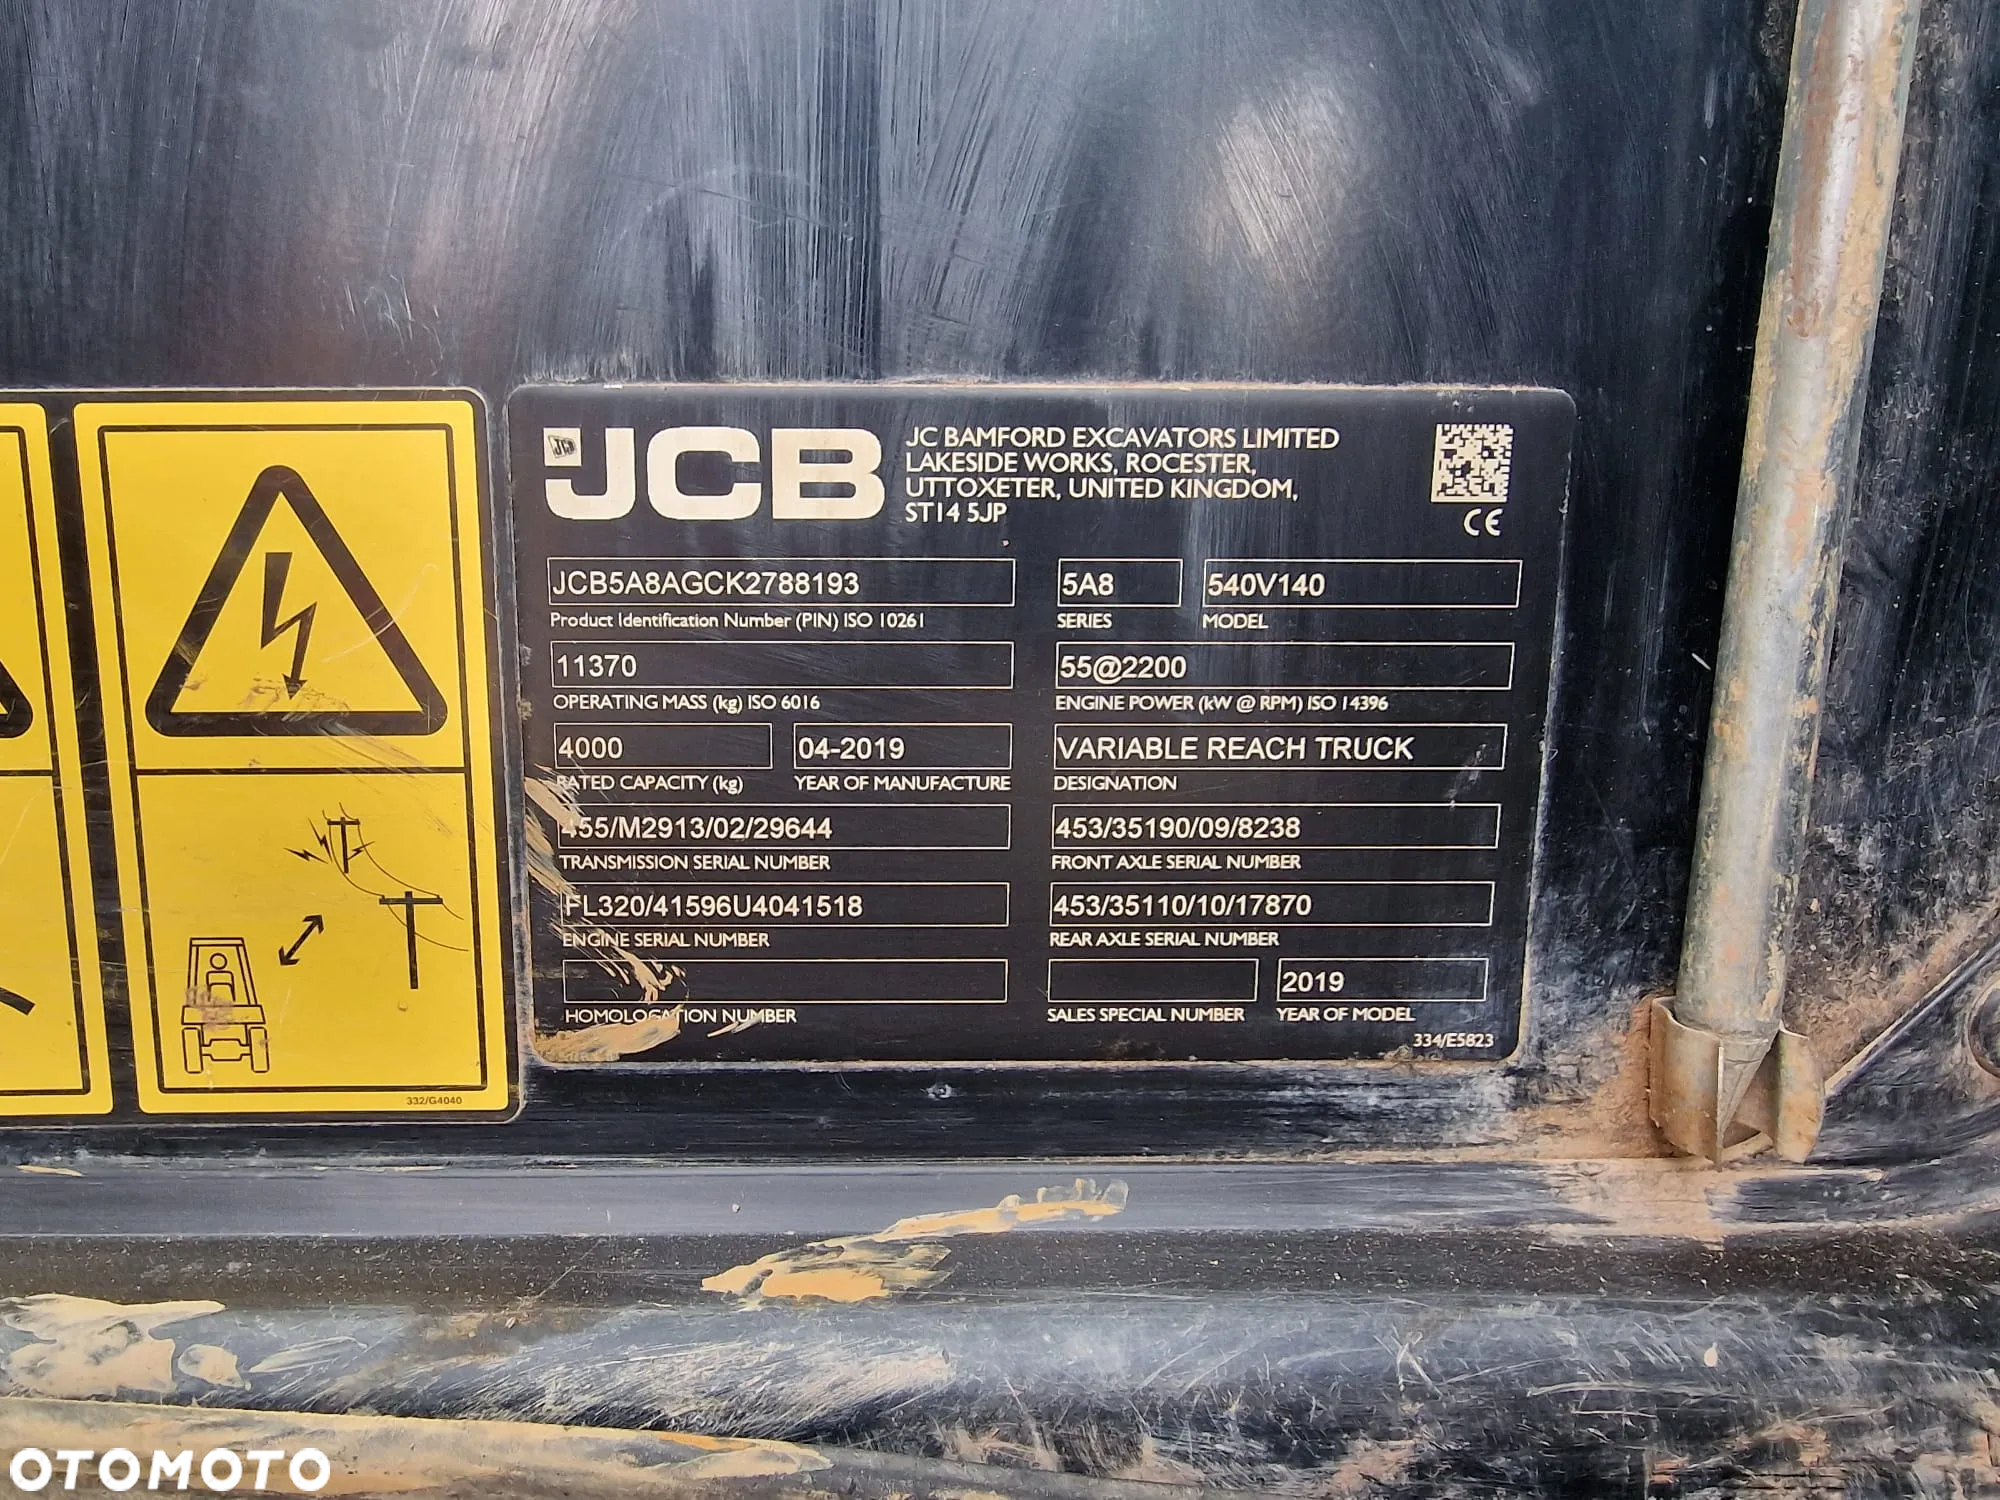 JCB
JCB
JC BAMFORD EXCAVATORS LIMITED
LAKESIDE WORKS, ROCESTER,
UTTOXETER, UNITED KINGDOM,
ST14 5JP
CE
JCB5A8AGCK2788193
Product Identification Number (PIN) ISO 10261
5A8
SERIES
540V140
MODEL
11370
OPERATING MASS (kg) ISO 6016
55@2200
ENGINE POWER (kW @ RPM) ISO 14396
4000
RATED CAPACITY (kg)
04-2019
YEAR OF MANUFACTURE
VARIABLE REACH TRUCK
DESIGNATION
455/M2913/02/29644
TRANSMISSION SERIAL NUMBER
453/35190/09/8238
FRONT AXLE SERIAL NUMBER
FL320/41596U4041518
ENGINE SERIAL NUMBER
453/35110/10/17870
REAR AXLE SERIAL NUMBER
HOMOLOGATION NUMBER
SALES SPECIAL NUMBER
2019
YEAR OF MODEL
334/E5823
332/G4040
OTOMOTO